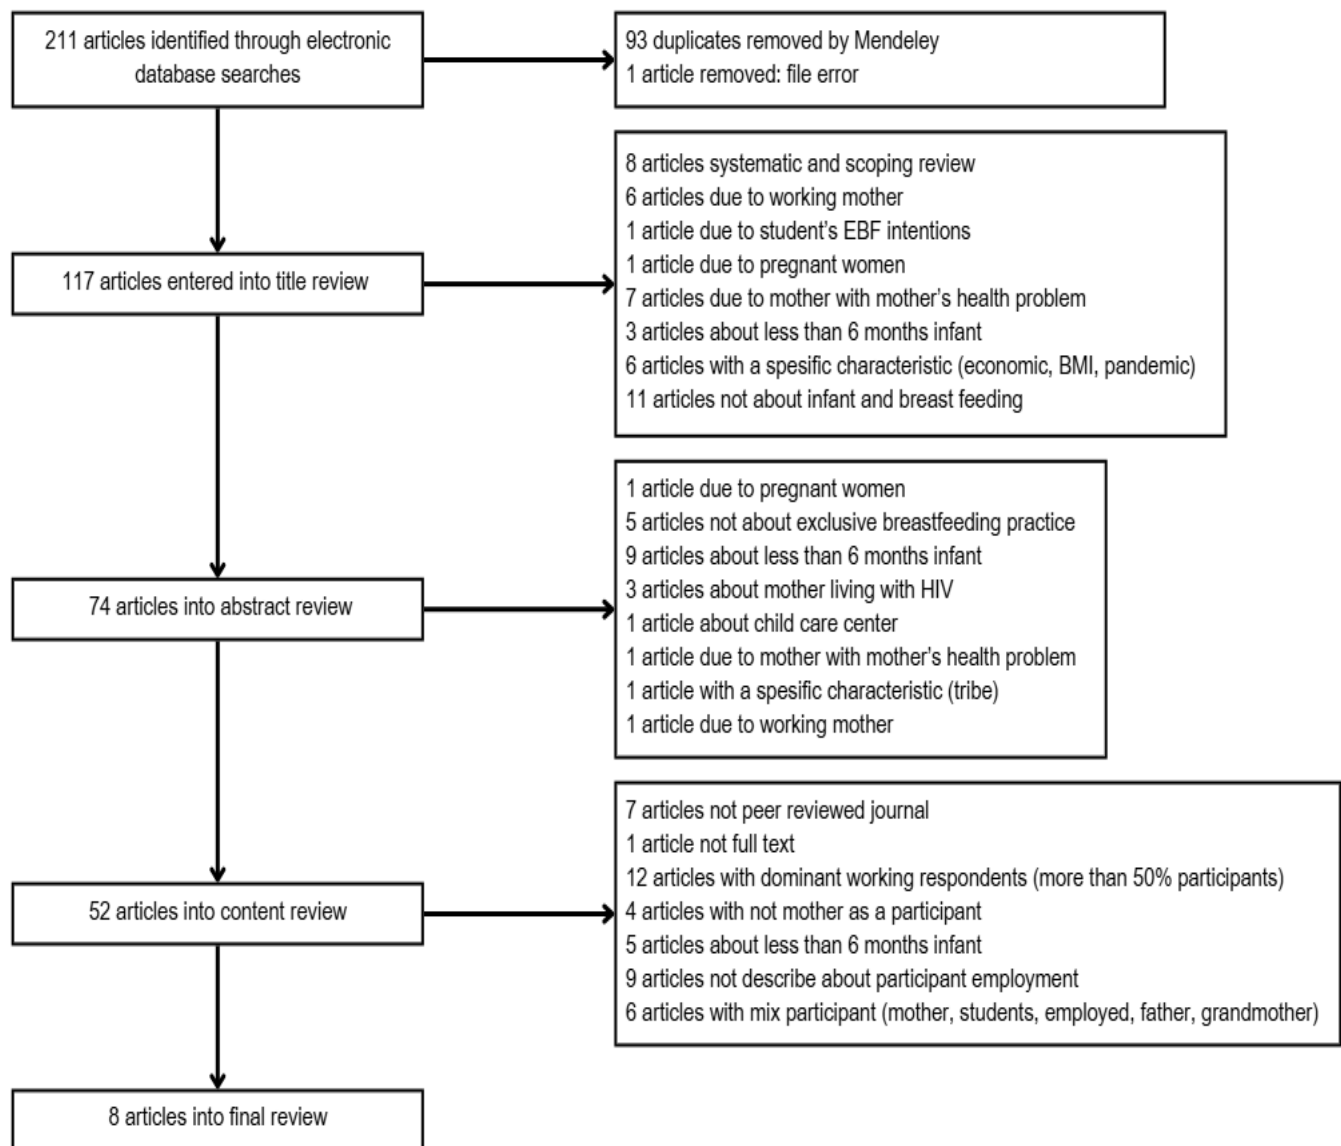 211 articles identified through electronic
database searches
93 duplicates removed by Mendeley
1 article removed: file error
117 articles entered into title review
8 articles systematic and scoping review
6 articles due to working mother
1 article due to student's EBF intentions
1 article due to pregnant women
7 articles due to mother with mother's health problem
3 articles about less than 6 months infant
6 articles with a spesific characteristic (economic, BMI, pandemic)
11 articles not about infant and breast feeding
74 articles into abstract review
1 article due to pregnant women
5 articles not about exclusive breastfeeding practice
9 articles about less than 6 months infant
3 articles about mother living with HIV
1 article about child care center
1 article due to mother with mother's health problem
1 article with a spesific characteristic (tribe)
1 article due to working mother
52 articles into content review
7 articles not peer reviewed journal
1 article not full text
12 articles with dominant working respondents (more than 50% participants)
4 articles with not mother as a participant
5 articles about less than 6 months infant
9 articles not describe about participant employment
6 articles with mix participant (mother, students, employed, father, grandmother)
8 articles into final review